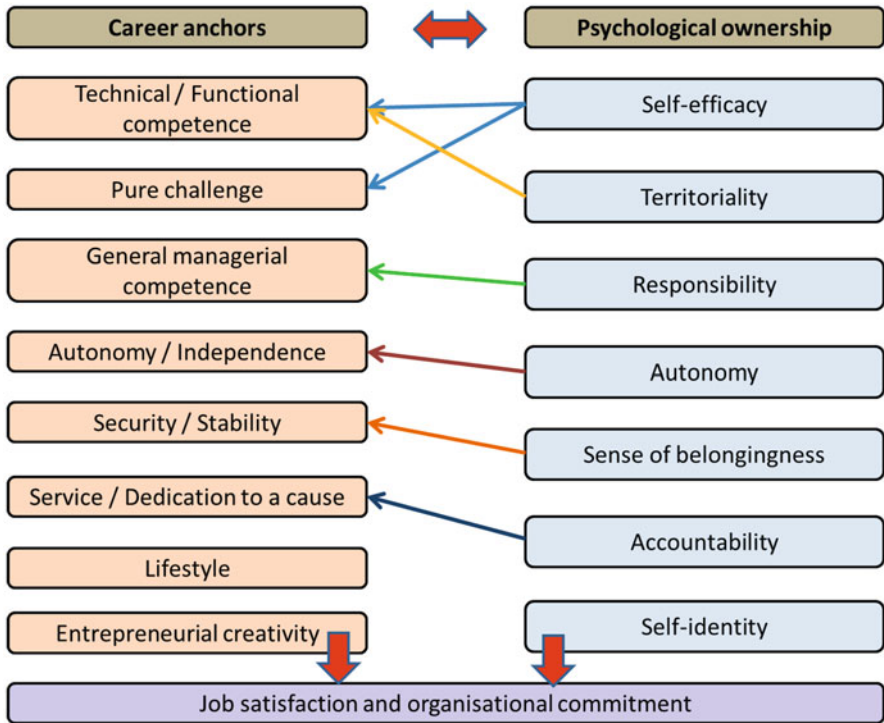 Career anchors
Psychological ownership
Technical / Functional
competence
Pure challenge
General managerial
competence
Autonomy / Independence
Security / Stability
Service / Dedication to a cause
Lifestyle
Entrepreneurial creativity
Self-efficacy
Territoriality
Responsibility
Autonomy
Sense of belongingness
Accountability
Self-identity
Job satisfaction and organisational commitment